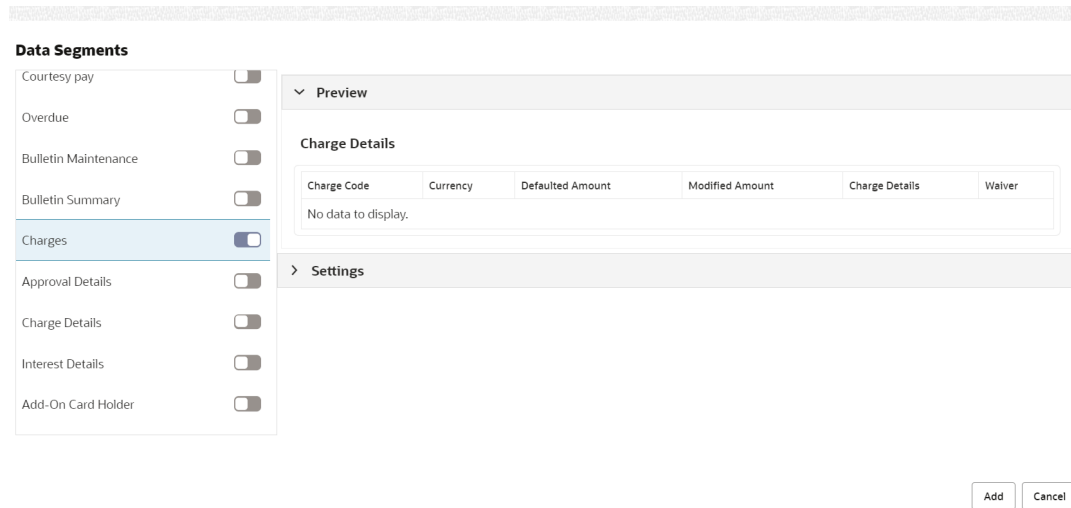 Data Segments
Courtesy pay
Overdue
Bulletin Maintenance
Bulletin Summary
Charges
Approval Details
Charge Details
Interest Details
Add-On Card Holder
Preview
Charge Details
Charge Code Currency Defaulted Amount Modified Amount Charge Details Waiver
No data to display.
Settings
Add Cancel